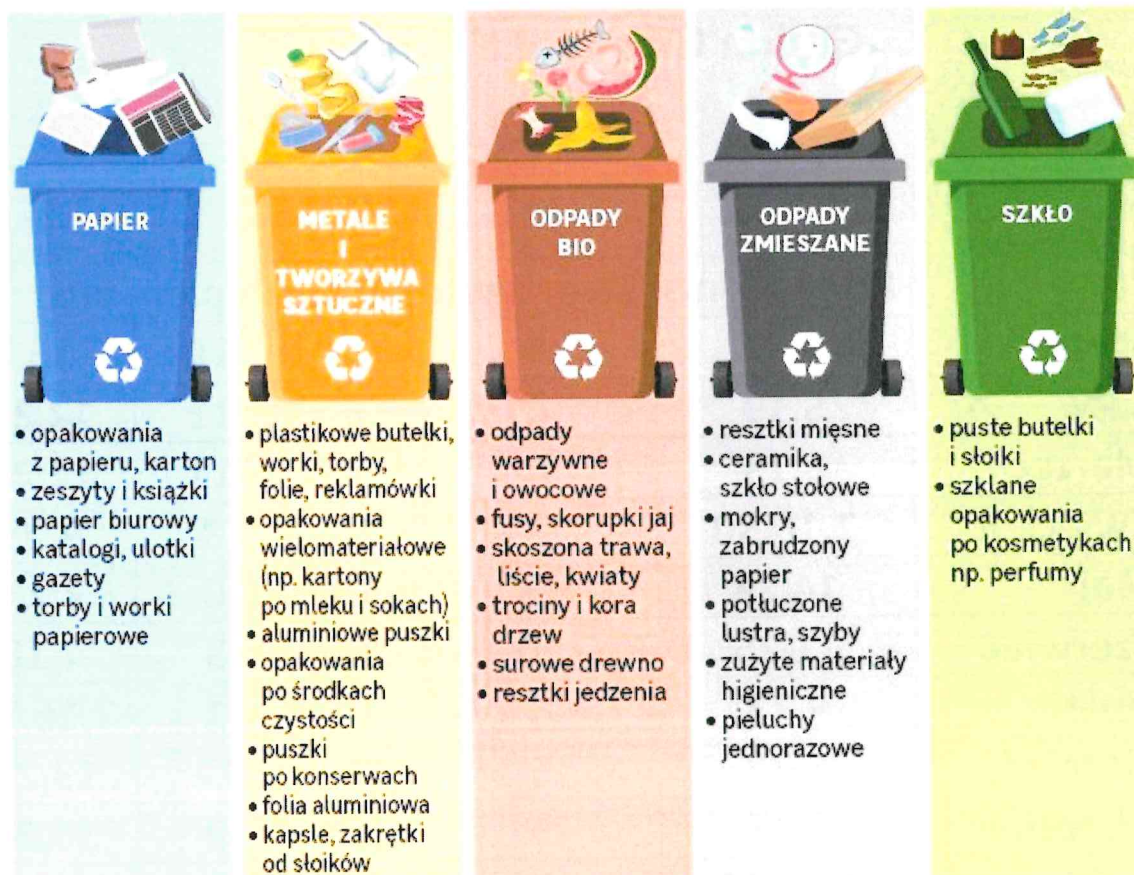 PAPIER
• opakowania
z papieru, karton
• zeszyty i książki
• papier biurowy
• katalogi, ulotki
• gazety
• torby i worki
papierowe
METALE
I
TWORZYWA
SZTUCZNE
• plastikowe butelki,
worki, torby,
folie, reklamówki
• opakowania
wielomateriałowe
(np. kartony
po mleku i sokach)
• aluminiowe puszki
• opakowania
po środkach
czystości
• puszki
po konserwach
• folia aluminiowa
• kapsle, zakrętki
od słoików
ODPADY
BIO
• odpady
warzywne
i owocowe
• fusy, skorupki jaj
• skoszona trawa,
liście, kwiaty
• trociny i kora
drzew
• surowe drewno
• resztki jedzenia
ODPADY
ZMIESZANE
• resztki mięsne
• ceramika,
szkło stołowe
• mokry,
zabrudzony
papier
• potłuczone
lustra, szyby
• zużyte materiały
higieniczne
• pieluchy
jednorazowe
SZKŁO
• puste butelki
i słoiki
• szklane
opakowania
po kosmetykach
np. perfumy